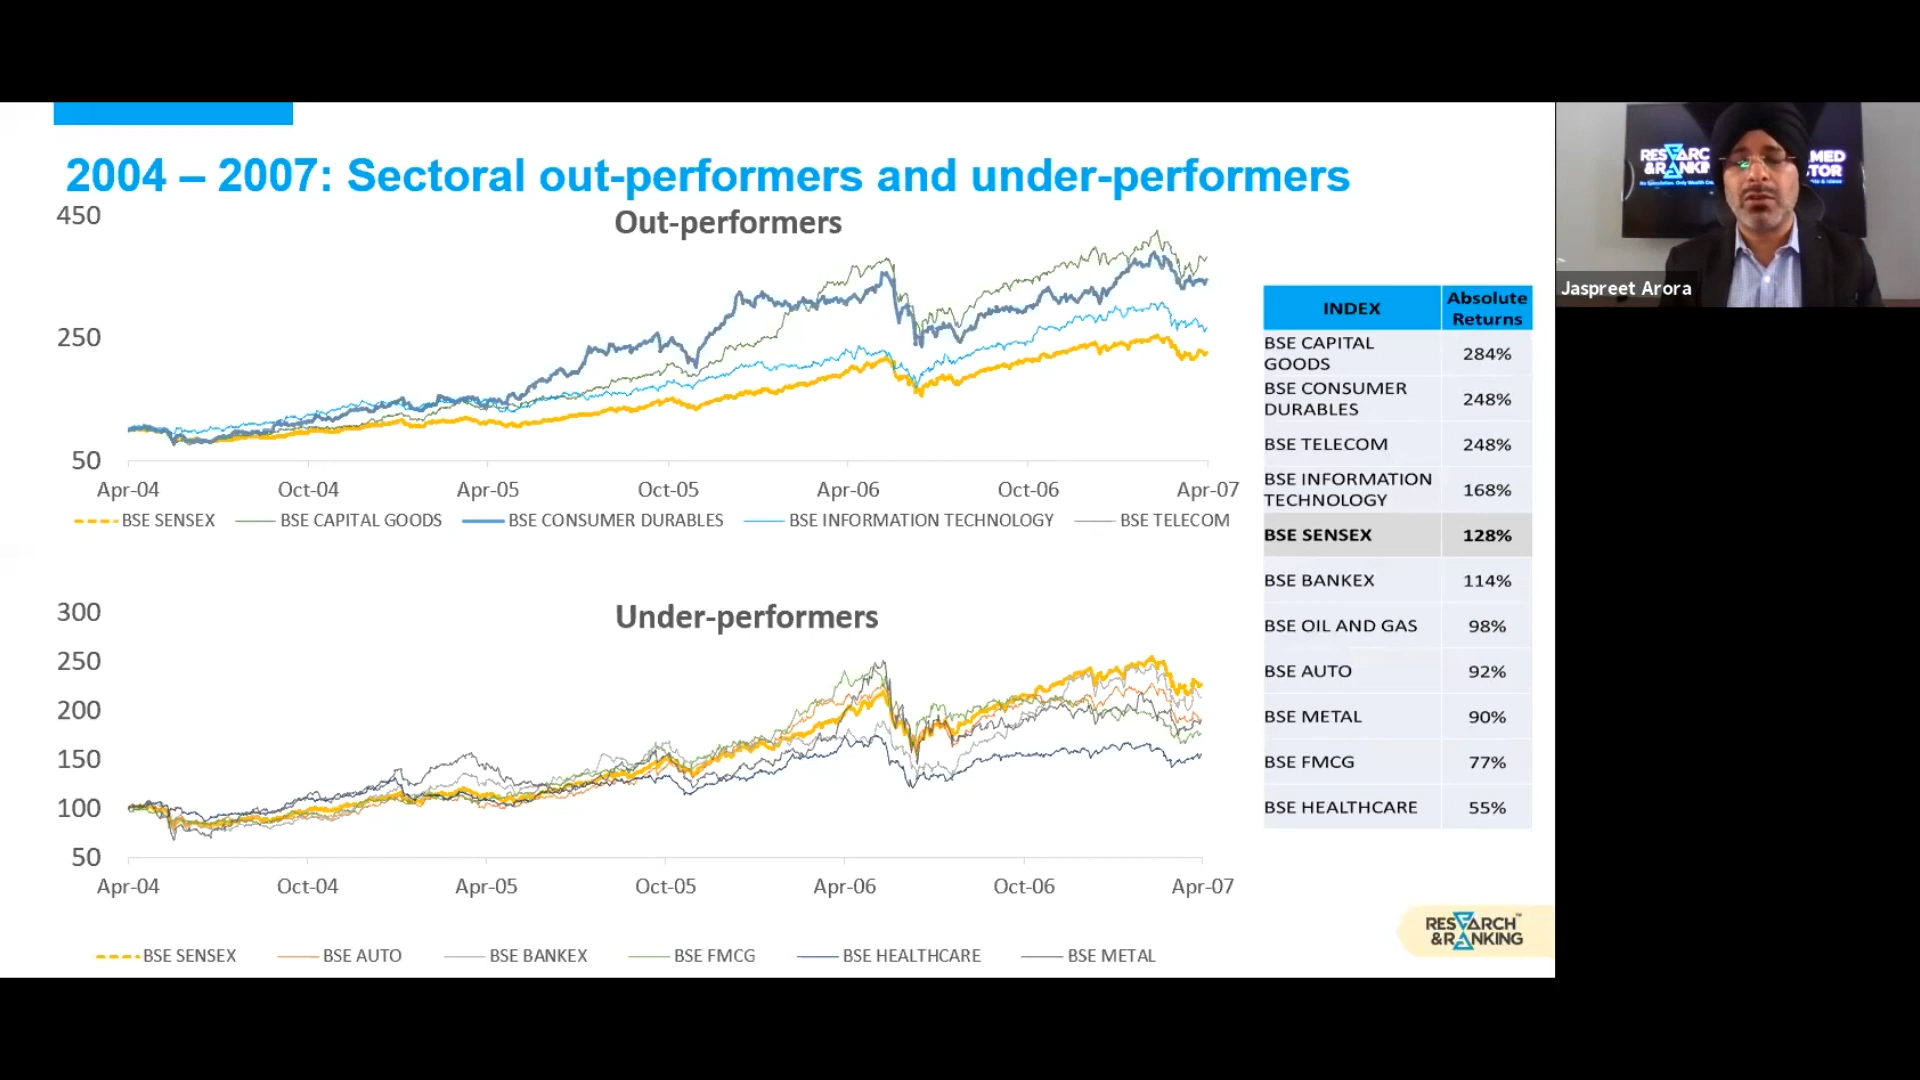 2004 – 2007: Sectoral out-performers and under-performers
Out-performers
450
250
50
Apr-04 Oct-04 Apr-05 Oct-05 Apr-06 Oct-06 Apr-07
BSE SENSEX BSE CAPITAL GOODS BSE CONSUMER DURABLES BSE INFORMATION TECHNOLOGY BSE TELECOM
Under-performers
300
250
200
150
100
50
Apr-04 Oct-04 Apr-05 Oct-05 Apr-06 Oct-06 Apr-07
BSE SENSEX BSE AUTO BSE BANKEX BSE FMCG BSE HEALTHCARE BSE METAL
INDEX Absolute
Returns
BSE CAPITAL
GOODS 284%
BSE CONSUMER
DURABLES 248%
BSE TELECOM 248%
BSE INFORMATION
TECHNOLOGY 168%
BSE SENSEX 128%
BSE BANKEX 114%
BSE OIL AND GAS 98%
BSE AUTO 92%
BSE METAL 90%
BSE FMCG 77%
BSE HEALTHCARE 55%
RESEARCH™
&RANKING
Jaspreet Arora
RESEARC
&RANKIN
MED
TOR